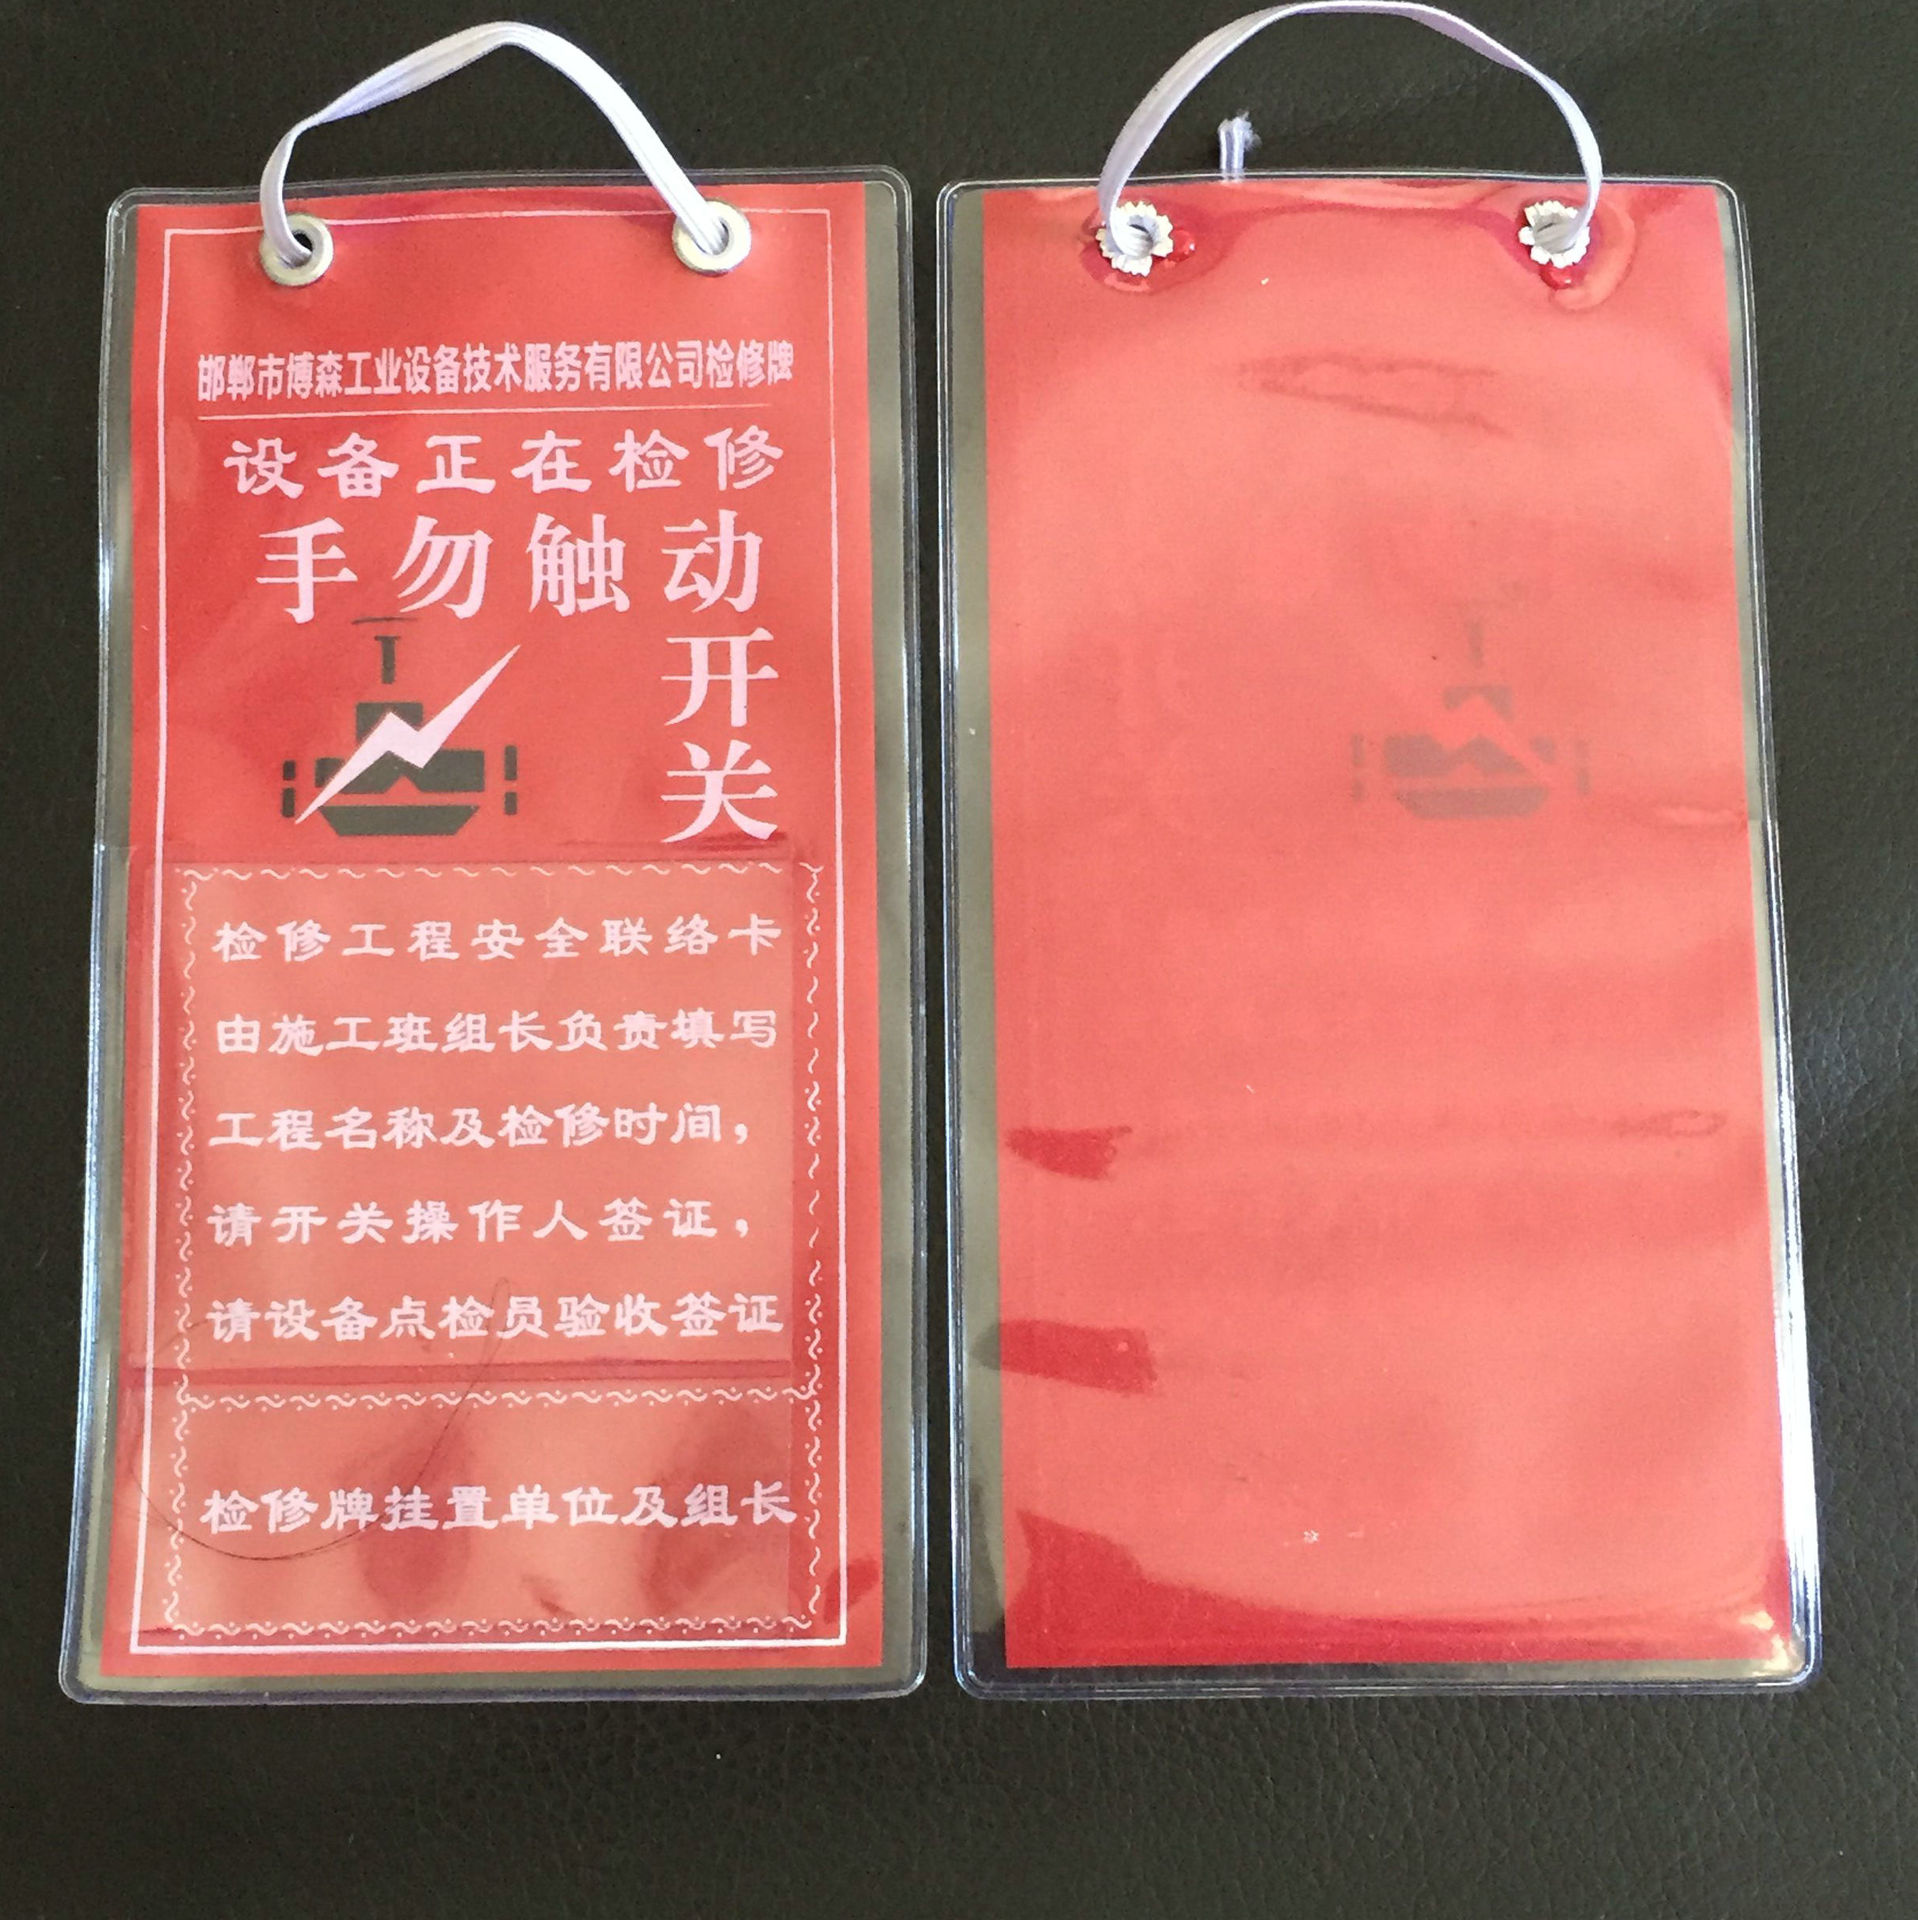 邯郸市博森工业设备技术服务有限公司检修牌
设备正在检修
手勿触动
开
关
检修工程安全联络卡
由施工班组长负责填写
工程名称及检修时间，
请开关操作人签证，
请设备点检员验收签证
检修牌挂置单位及组长